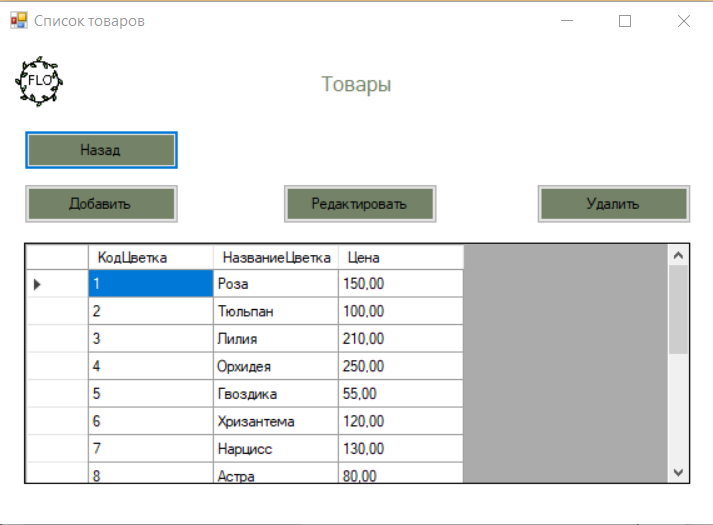 Список товаров
FLO
Товары
Назад
Добавить Редактировать Удалить
КодЦветка НазваниеЦветка Цена
1 Роза 150,00
2 Тюльпан 100,00
3 Лилия 210,00
4 Орхидея 250,00
5 Гвоздика 55,00
6 Хризантема 120,00
7 Нарцисс 130,00
8 Астра 80,00